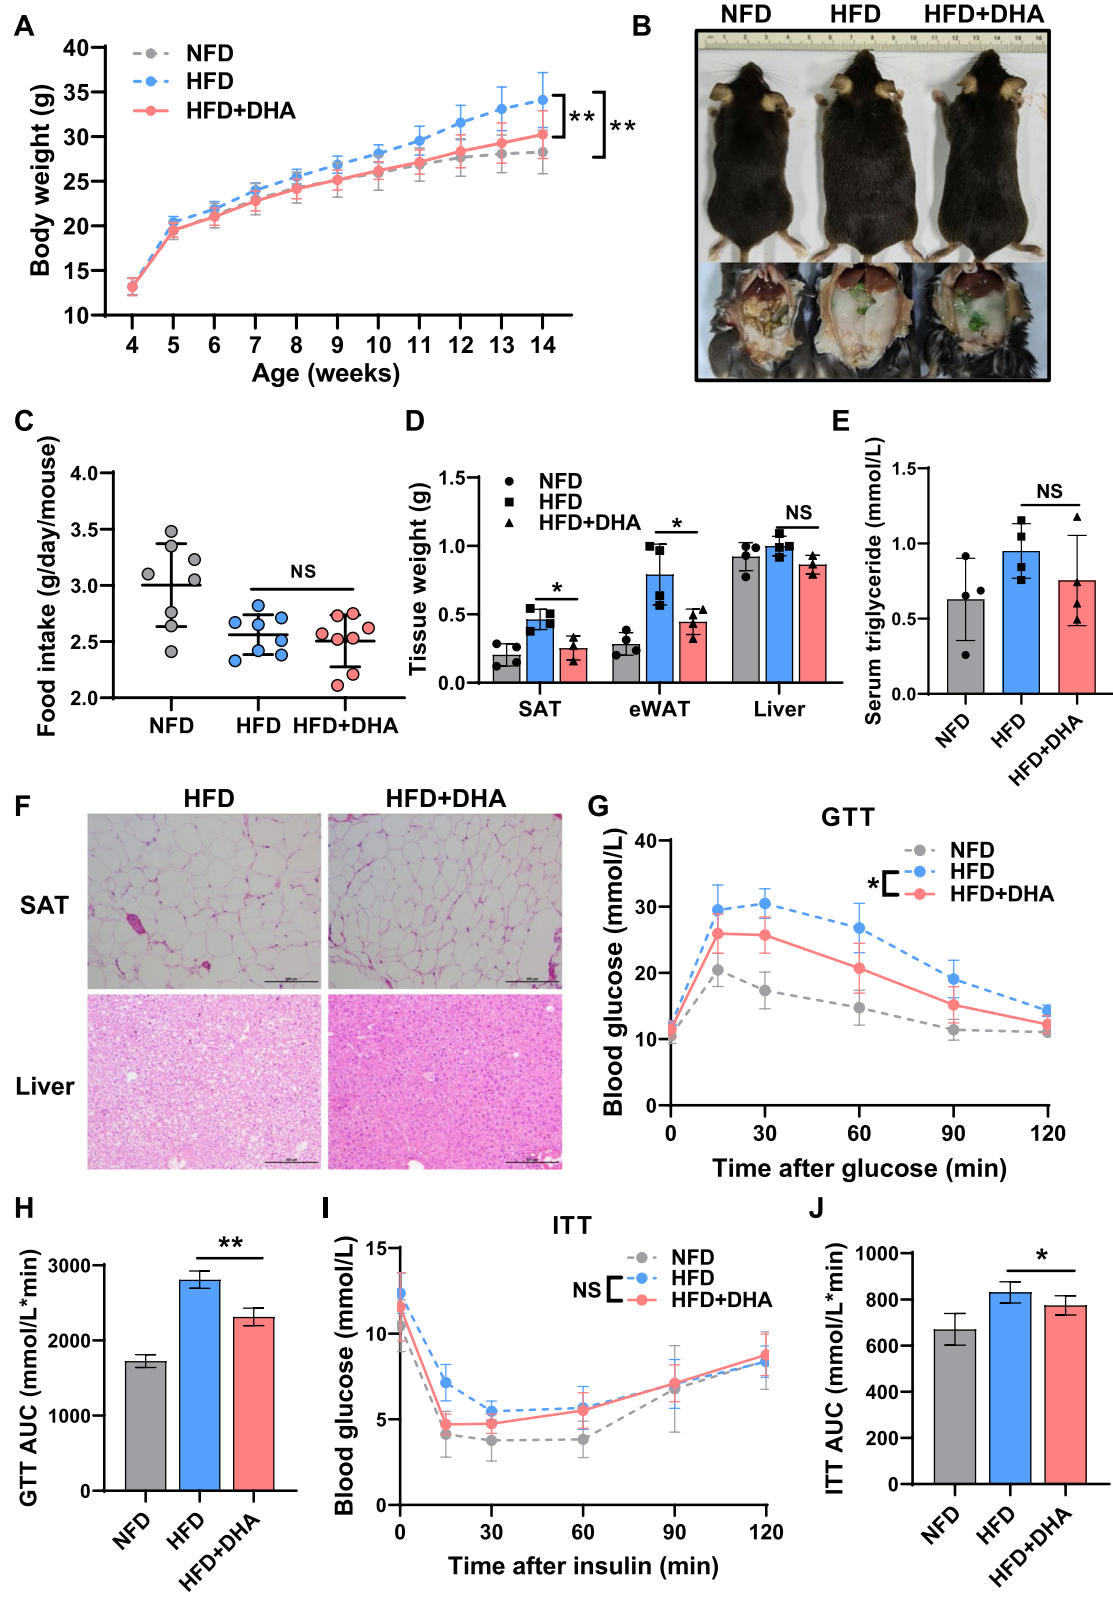 A
NFD
HFD
HFD+DHA
Body weight (g)
40
35
30
25
20
15
10
**
**
4 5 6 7 8 9 10 11 12 13 14
Age (weeks)
B
NFD HFD HFD+DHA
C
Food intake (g/day/mouse)
4.0
3.5
3.0
2.5
2.0
NS
NFD HFD HFD+DHA
D
Tissue weight (g)
1.5
1.0
0.5
0.0
NFD
HFD
HFD+DHA
*
*
NS
SAT eWAT Liver
E
Serum triglyceride (mmol/L)
1.5
1.0
0.5
0.0
NS
NFD
HFD
HFD+DHA
F
HFD HFD+DHA
SAT
Liver
G
GTT
NFD
HFD
HFD+DHA
*
Blood glucose (mmol/L)
40
30
20
10
0
0 30 60 90 120
Time after glucose (min)
H
GTT AUC (mmol/L*min)
3000
2000
1000
0
**
NFD
HFD
HFD+DHA
I
ITT
NFD
HFD
HFD+DHA
NS
Blood glucose (mmol/L)
15
10
5
0
0 30 60 90 120
Time after insulin (min)
J
ITT AUC (mmol/L*min)
1000
800
600
400
200
0
*
NFD
HFD
HFD+DHA